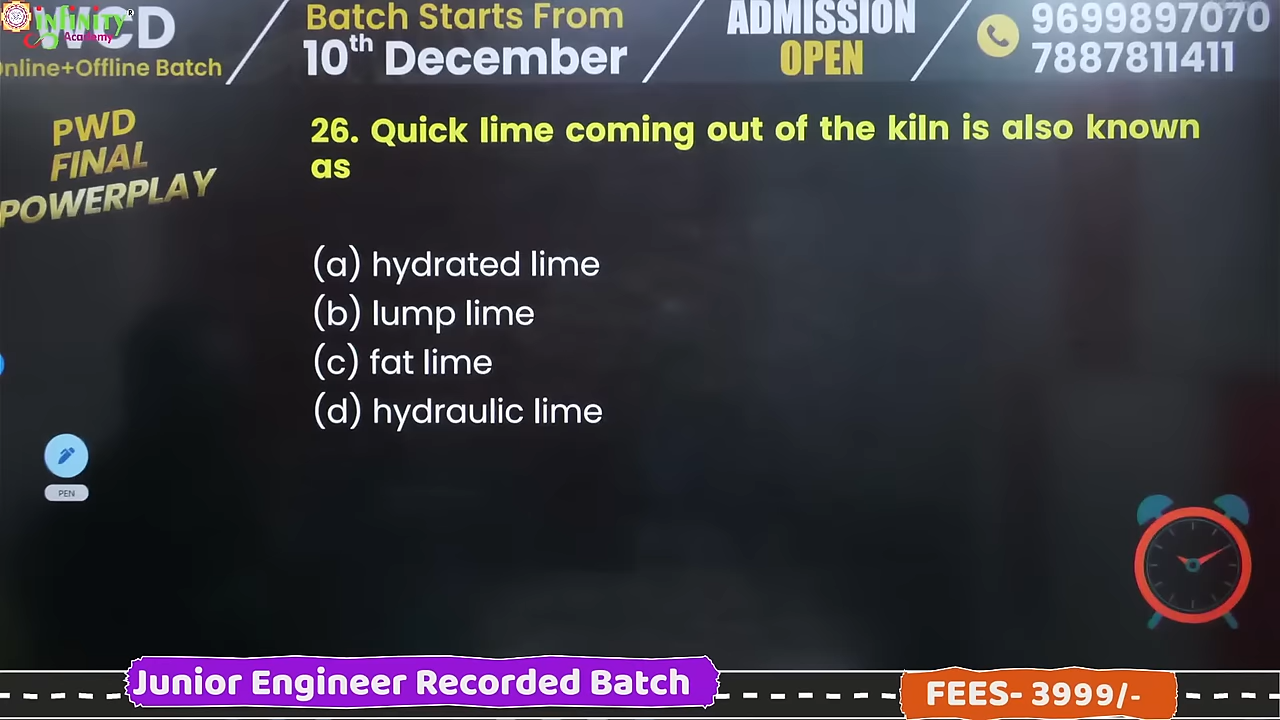 infinity
Academy
WCD
Online+Offline Batch
Batch Starts From
10th December
ADMISSION
OPEN
9699897070
7887811411
PWD
FINAL
POWERPLAY
26. Quick lime coming out of the kiln is also known
as
(a) hydrated lime
(b) lump lime
(c) fat lime
(d) hydraulic lime
PEN
Junior Engineer Recorded Batch
FEES- 3999/-